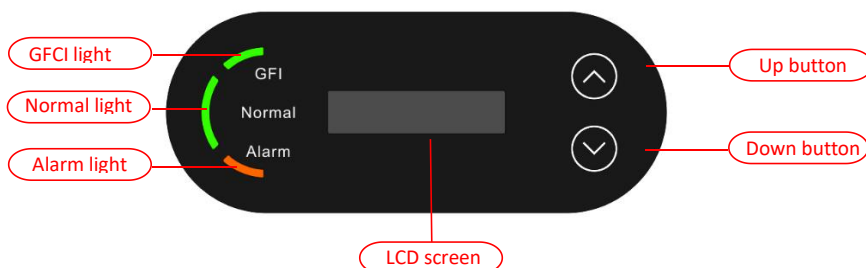 GFCI light
GFI
Up button
Normal light
Normal
Alarm
Alarm light
Down button
LCD screen